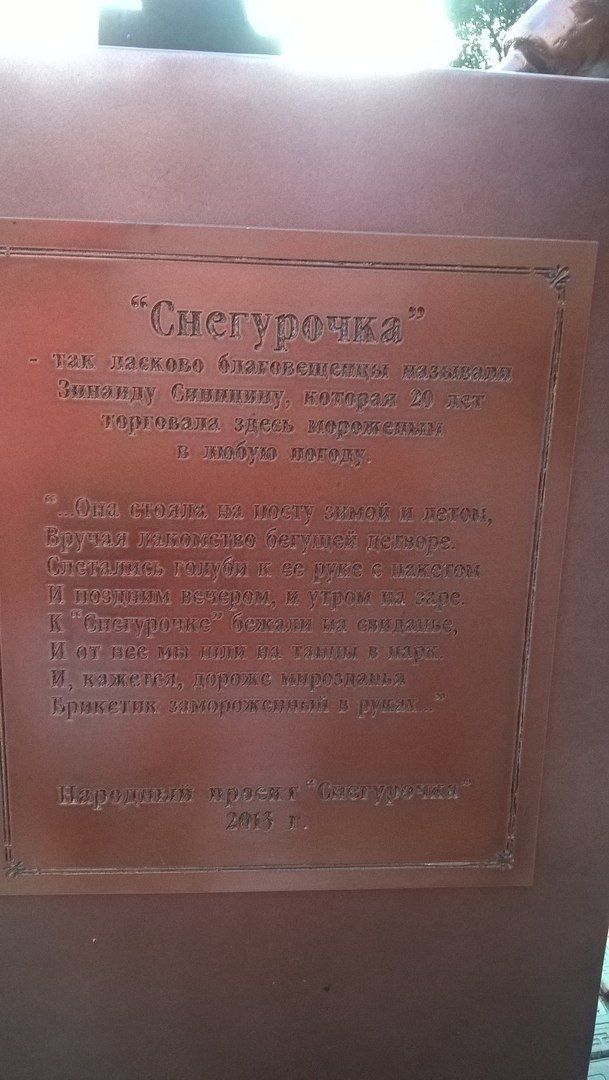 “Снегурочка”
- так ласково благовещенцы называли
Зинаиду Синицину, которая 20 лет
торговала здесь мороженым
в любую погоду.
“...Она стояла на посту зимой и летом,
Вручая лакомство бегущей детворе.
Слетались голуби к ее руке с пакетом
И поздним вечером, и утром на заре.
К “Снегурочке” бежали на свиданье,
И от нее мы шли на танцы в парк.
И, кажется, дороже мирозданья
Брикетик замороженный в руках...”
Народный проект “Снегурочка”
2013 г.